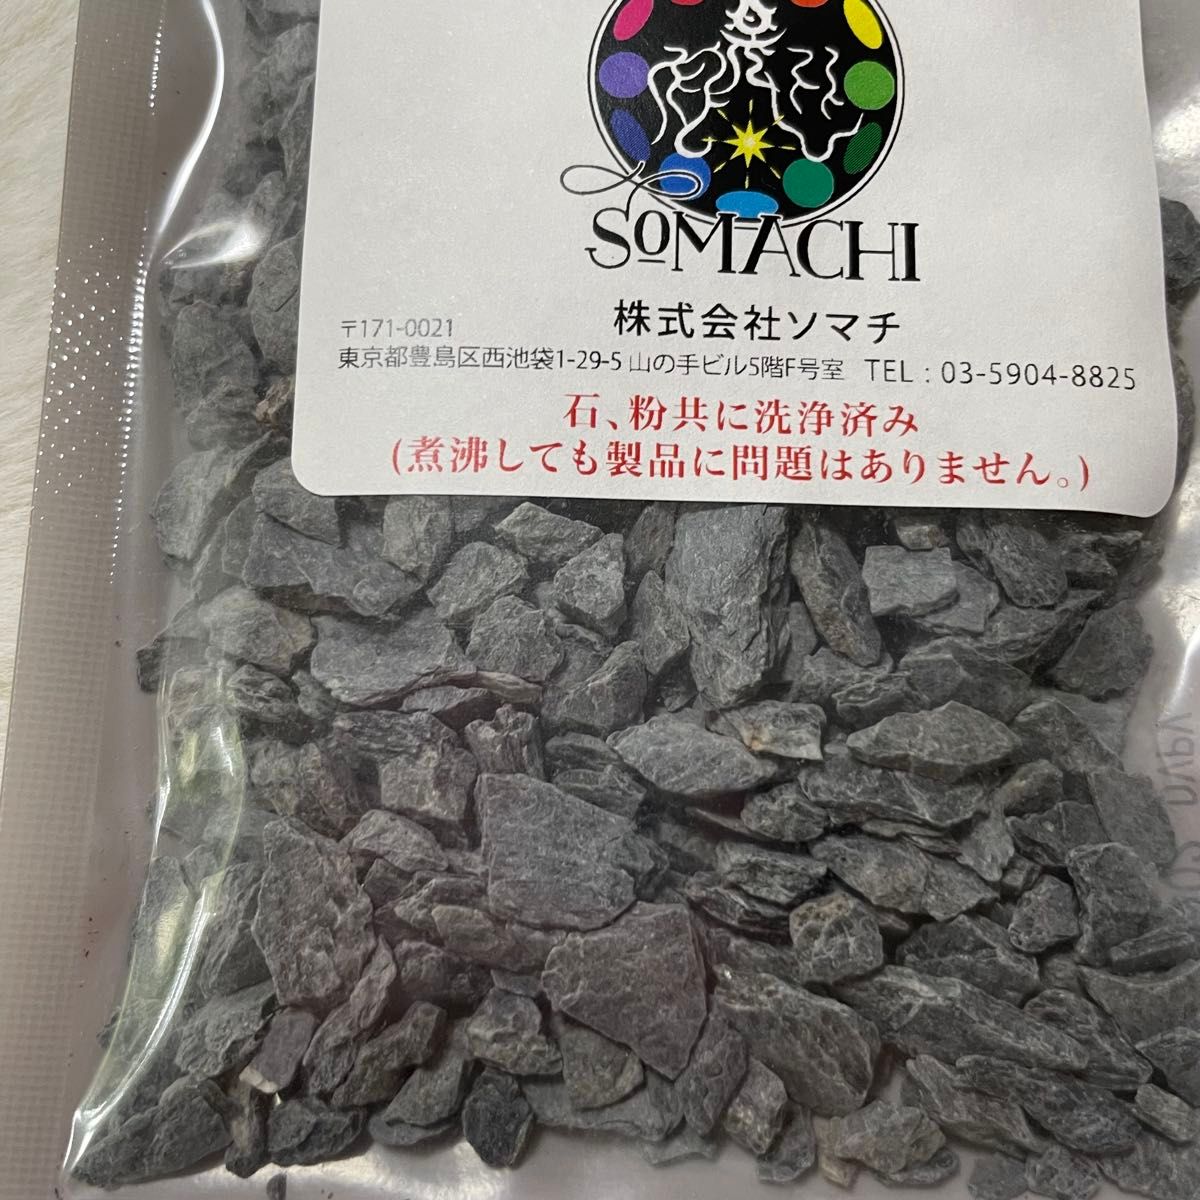 SOMACHI
株式会社ソマチ
〒171-0021
東京都豊島区西池袋1-29-5 山の手ビル5階F号室 TEL : 03-5904-8825
石、粉共に洗浄済み
(煮沸しても製品に問題はありません。)